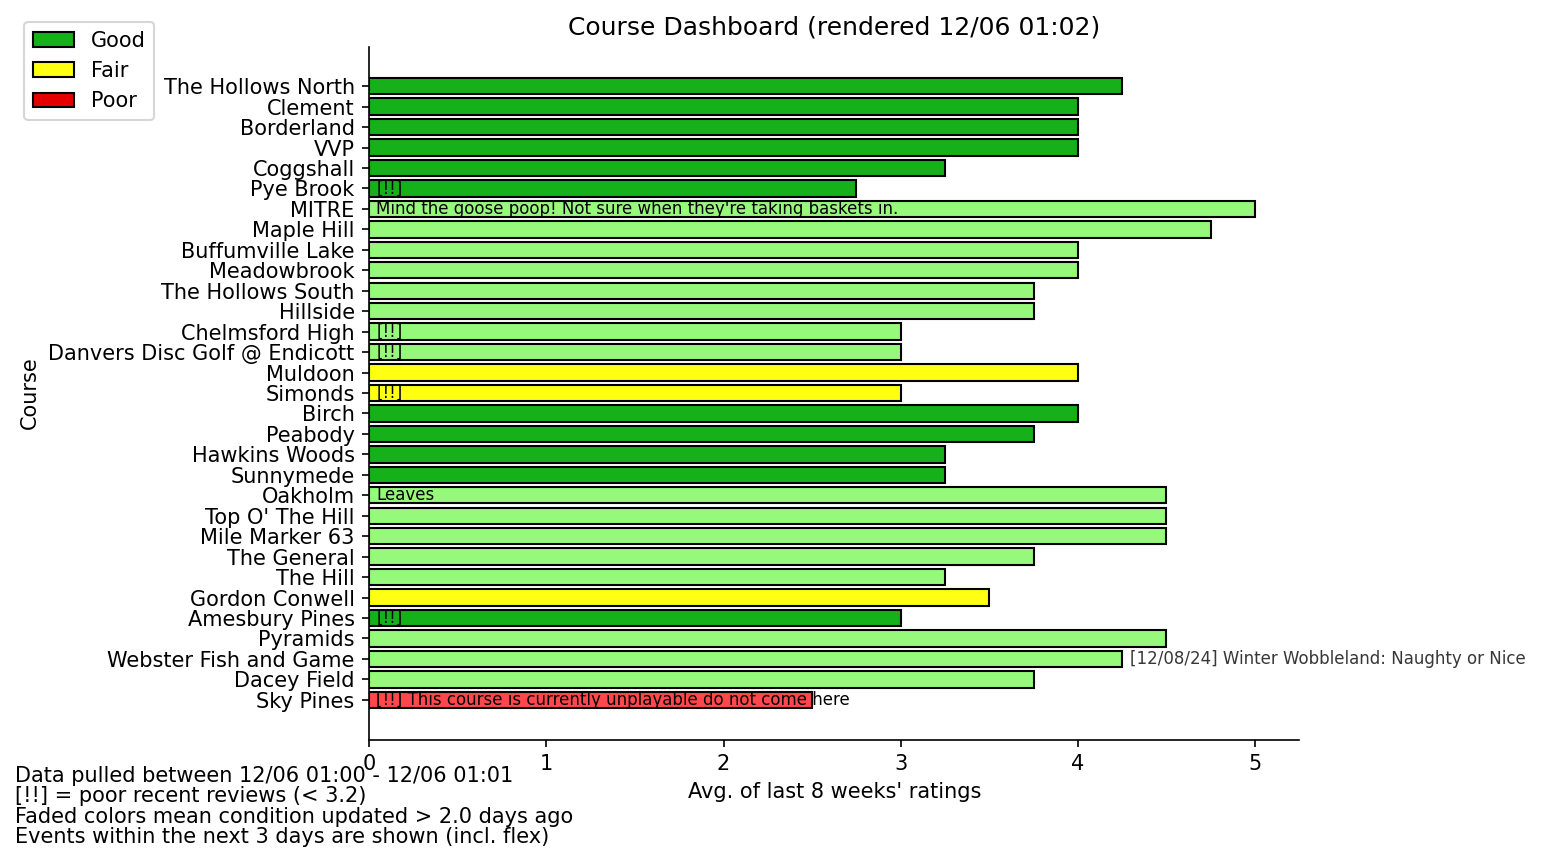 Course Dashboard (rendered 12/06 01:02)
Good
Fair
Poor
The Hollows North
Clement
Borderland
VVP
Coggshall
Pye Brook [!!]
MITRE Mind the goose poop! Not sure when they're taking baskets in.
Maple Hill
Buffumville Lake
Meadowbrook
The Hollows South
Hillside
Chelmsford High [!!]
Danvers Disc Golf @ Endicott [!!]
Muldoon
Simonds [!!]
Birch
Peabody
Hawkins Woods
Sunnymede
Oakholm Leaves
Top O' The Hill
Mile Marker 63
The General
The Hill
Gordon Conwell
Amesbury Pines [!!]
Pyramids
Webster Fish and Game [12/08/24] Winter Wobbleland: Naughty or Nice
Dacey Field
Sky Pines [!!] This course is currently unplayable do not come here
Course
0 1 2 3 4 5
Avg. of last 8 weeks' ratings
Data pulled between 12/06 01:00 - 12/06 01:01
[!!] = poor recent reviews (< 3.2)
Faded colors mean condition updated > 2.0 days ago
Events within the next 3 days are shown (incl. flex)